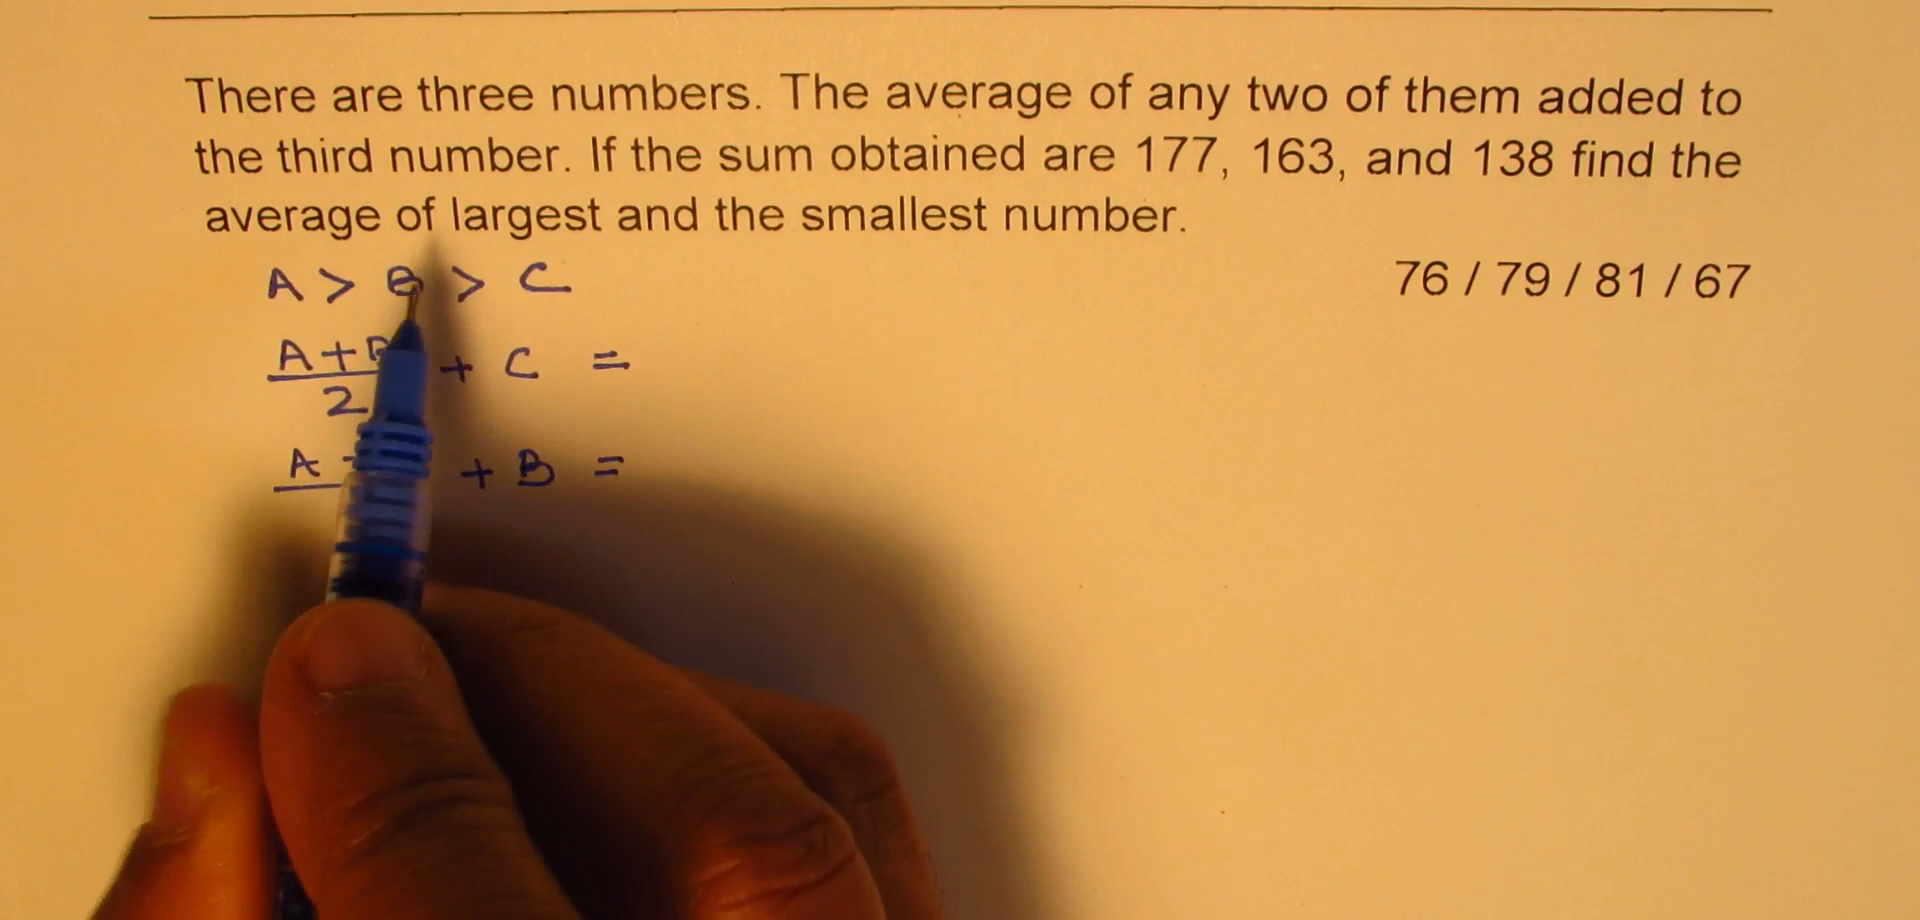 There are three numbers. The average of any two of them added to
the third number. If the sum obtained are 177, 163, and 138 find the
average of largest and the smallest number.
76 / 79 / 81 / 67
A > B > C
A+B/2 + C =
A + B =